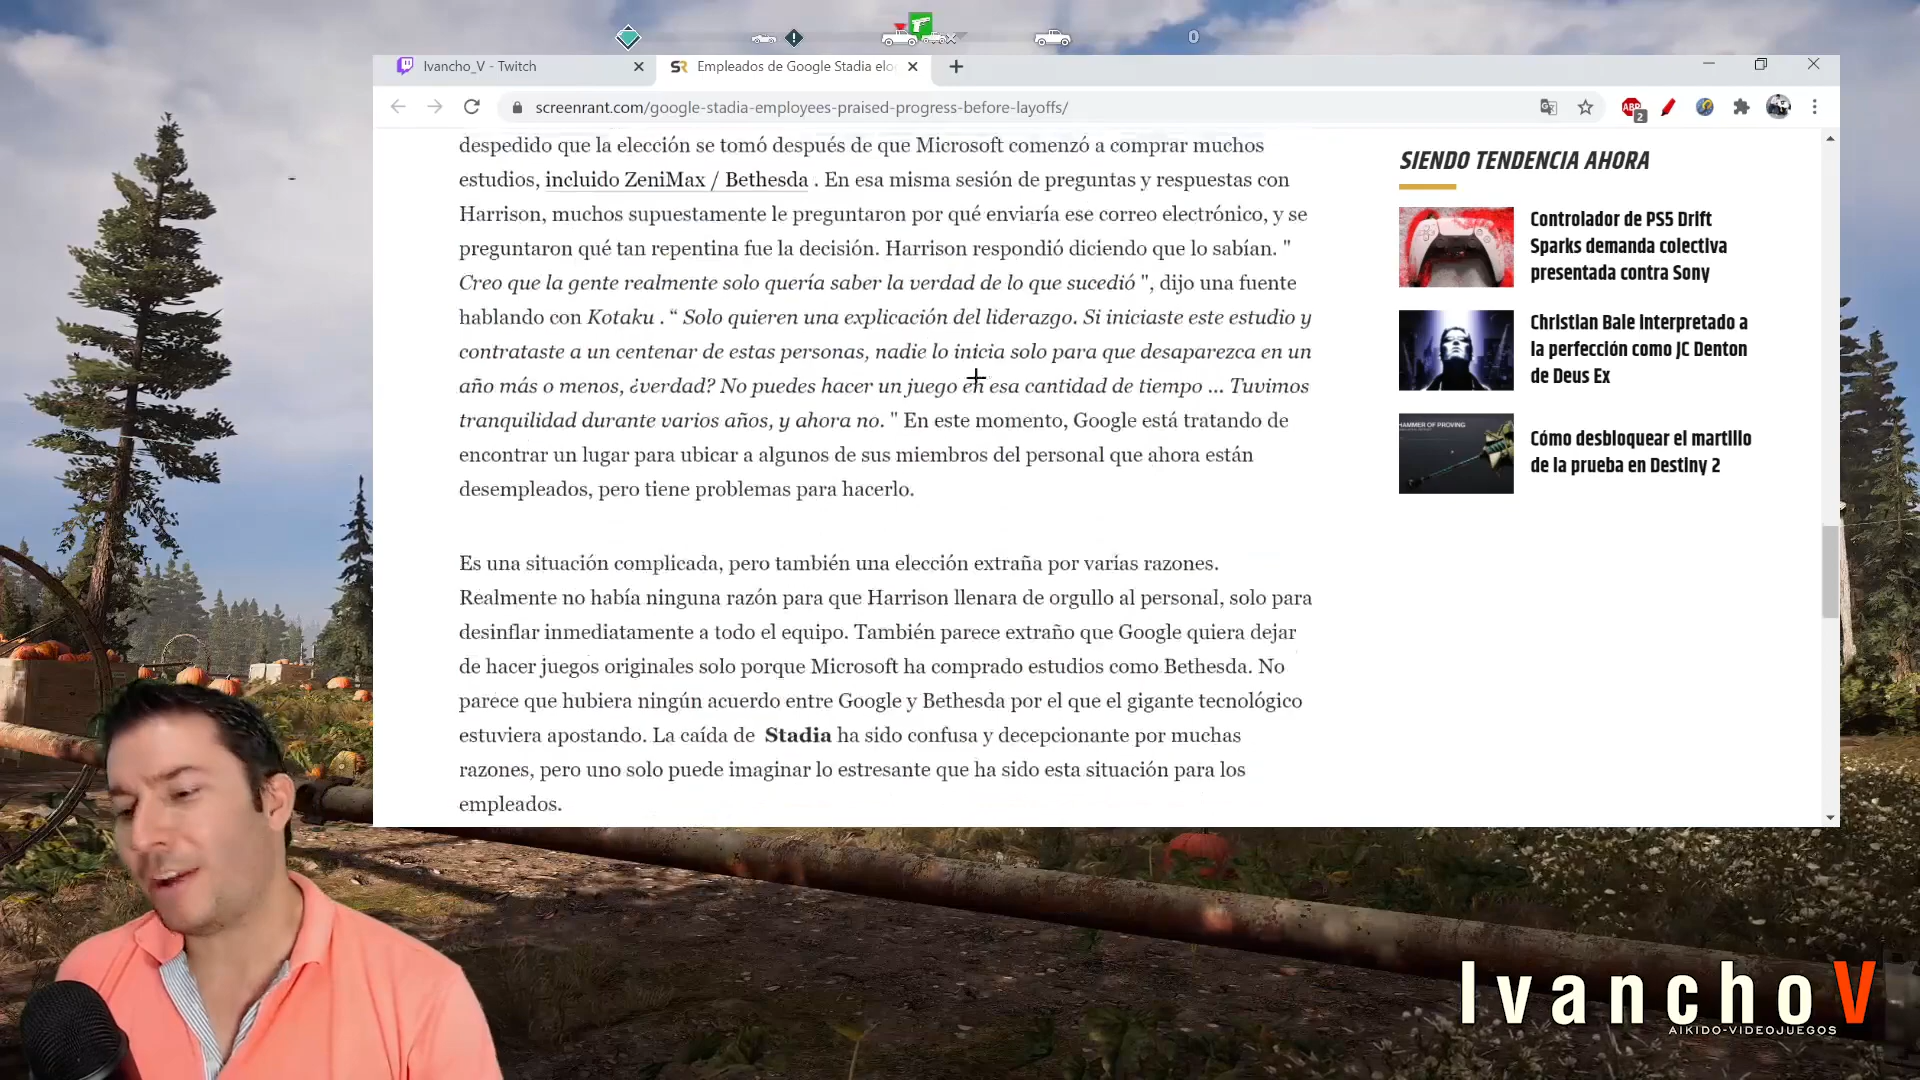 0
Ivancho_V - Twitch
SR Empleados de Google Stadia elo
screenrant.com/google-stadia-employees-praised-progress-before-layoffs/
ABP
2
despedido que la elección se tomó después de que Microsoft comenzó a comprar muchos
estudios, incluido ZeniMax / Bethesda . En esa misma sesión de preguntas y respuestas con
Harrison, muchos supuestamente le preguntaron por qué enviaría ese correo electrónico, y se
preguntaron qué tan repentina fue la decisión. Harrison respondió diciendo que lo sabían. "
Creo que la gente realmente solo quería saber la verdad de lo que sucedió ", dijo una fuente
hablando con Kotaku . “ Solo quieren una explicación del liderazgo. Si iniciaste este estudio y
contrataste a un centenar de estas personas, nadie lo inicia solo para que desaparezca en un
año más o menos, ¿verdad? No puedes hacer un juego en esa cantidad de tiempo ... Tuvimos
tranquilidad durante varios años, y ahora no. " En este momento, Google está tratando de
encontrar un lugar para ubicar a algunos de sus miembros del personal que ahora están
desempleados, pero tiene problemas para hacerlo.
Es una situación complicada, pero también una elección extraña por varias razones.
Realmente no había ninguna razón para que Harrison llenara de orgullo al personal, solo para
desinflar inmediatamente a todo el equipo. También parece extraño que Google quiera dejar
de hacer juegos originales solo porque Microsoft ha comprado estudios como Bethesda. No
parece que hubiera ningún acuerdo entre Google y Bethesda por el que el gigante tecnológico
estuviera apostando. La caída de Stadia ha sido confusa y decepcionante por muchas
razones, pero uno solo puede imaginar lo estresante que ha sido esta situación para los
empleados.
SIENDO TENDENCIA AHORA
Controlador de PS5 Drift
Sparks demanda colectiva
presentada contra Sony
Christian Bale interpretado a
la perfección como JC Denton
de Deus Ex
HAMMER OF PROVING
Cómo desbloquear el martillo
de la prueba en Destiny 2
IvanchoV
AIKIDO-VIDEOJUEGOS